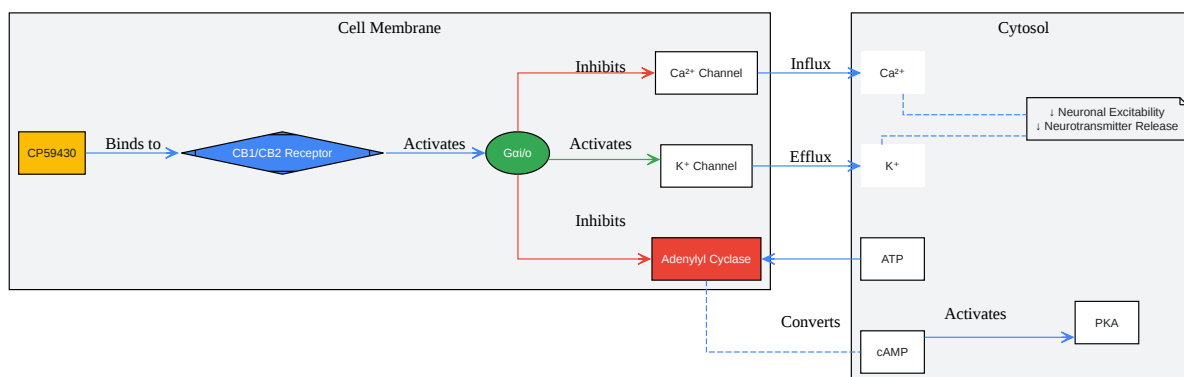 Cell Membrane
Cytosol
Inhibits
Ca²⁺ Channel
Influx
Ca²⁺
↓ Neuronal Excitability
↓ Neurotransmitter Release
CP59430
Binds to
CB1/CB2 Receptor
Activates
Gαi/o
Activates
K⁺ Channel
Efflux
K⁺
Inhibits
Adenylyl Cyclase
ATP
Converts
cAMP
Activates
PKA